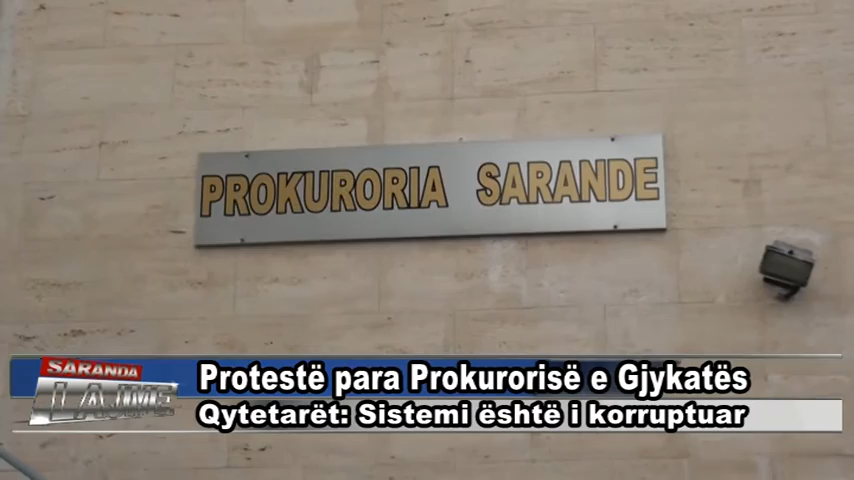 PROKURORIA SARANDE
SARANDA
LAJME
Protestë para Prokurorisë e Gjykatës
Qytetarët: Sistemi është i korruptuar